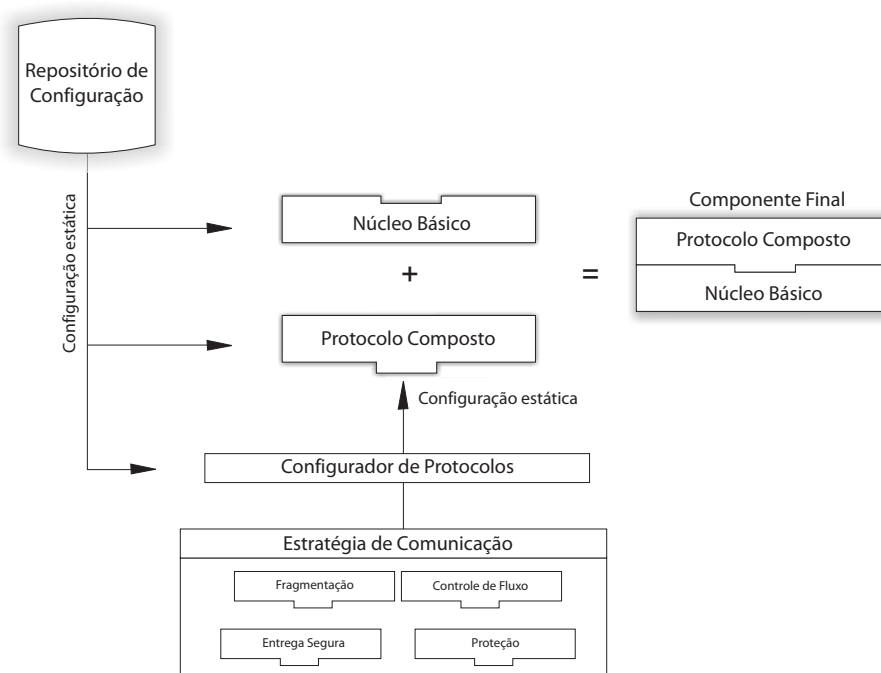 Repositório de
Configuração
Configuração estática
Núcleo Básico
+
Protocolo Composto
=
Componente Final
Protocolo Composto
Núcleo Básico
Configuração estática
Configurador de Protocolos
Estratégia de Comunicação
Fragmentação
Controle de Fluxo
Entrega Segura
Proteção